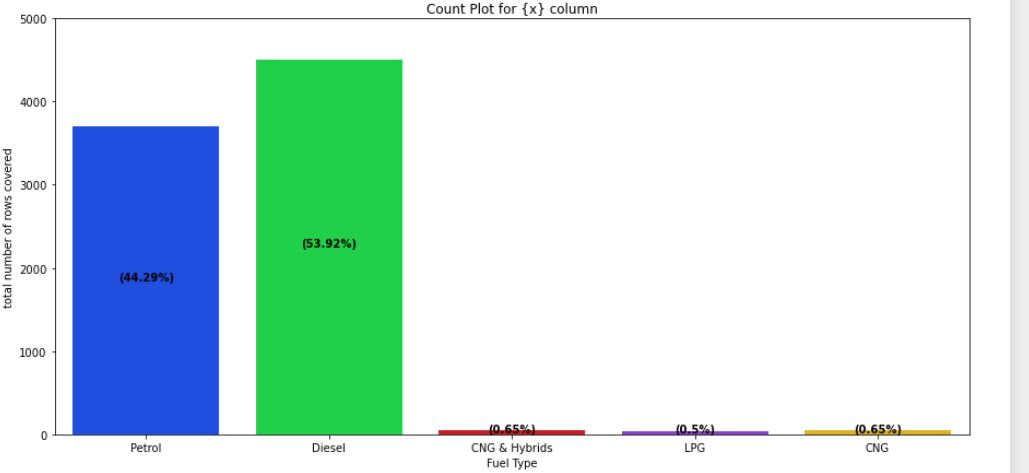 Count Plot for {x} column
5000
4000
3000
2000
1000
0
total number of rows covered
(44.29%)
(53.92%)
(0.65%)
(0.5%)
(0.65%)
Petrol
Diesel
CNG & Hybrids
LPG
CNG
Fuel Type